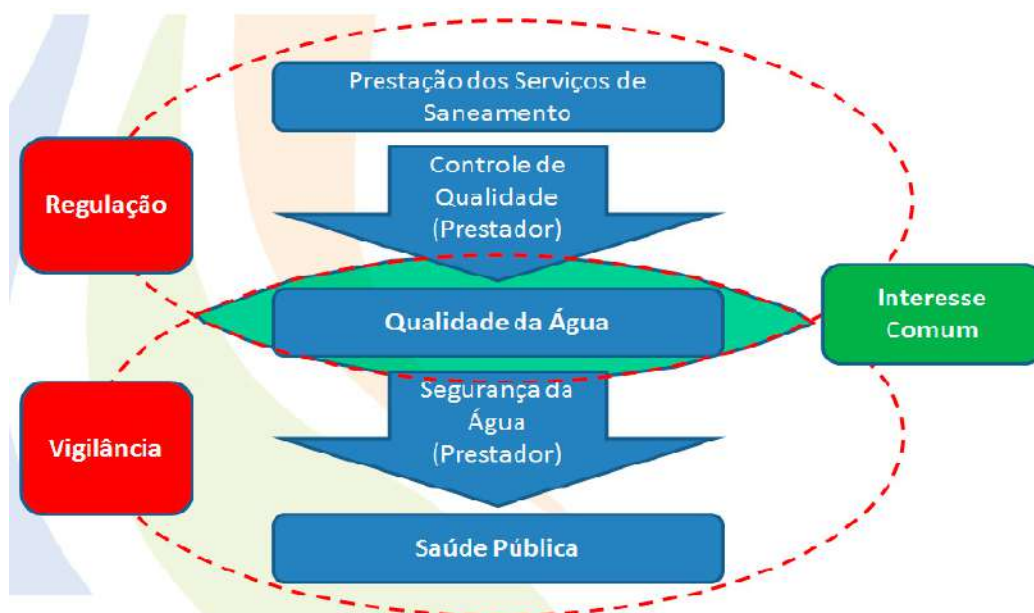 Prestação dos Serviços de
Saneamento
Controle de
Qualidade
(Prestador)
Regulação
Qualidade da Água
Interesse
Comum
Segurança da
Água
(Prestador)
Vigilância
Saúde Pública